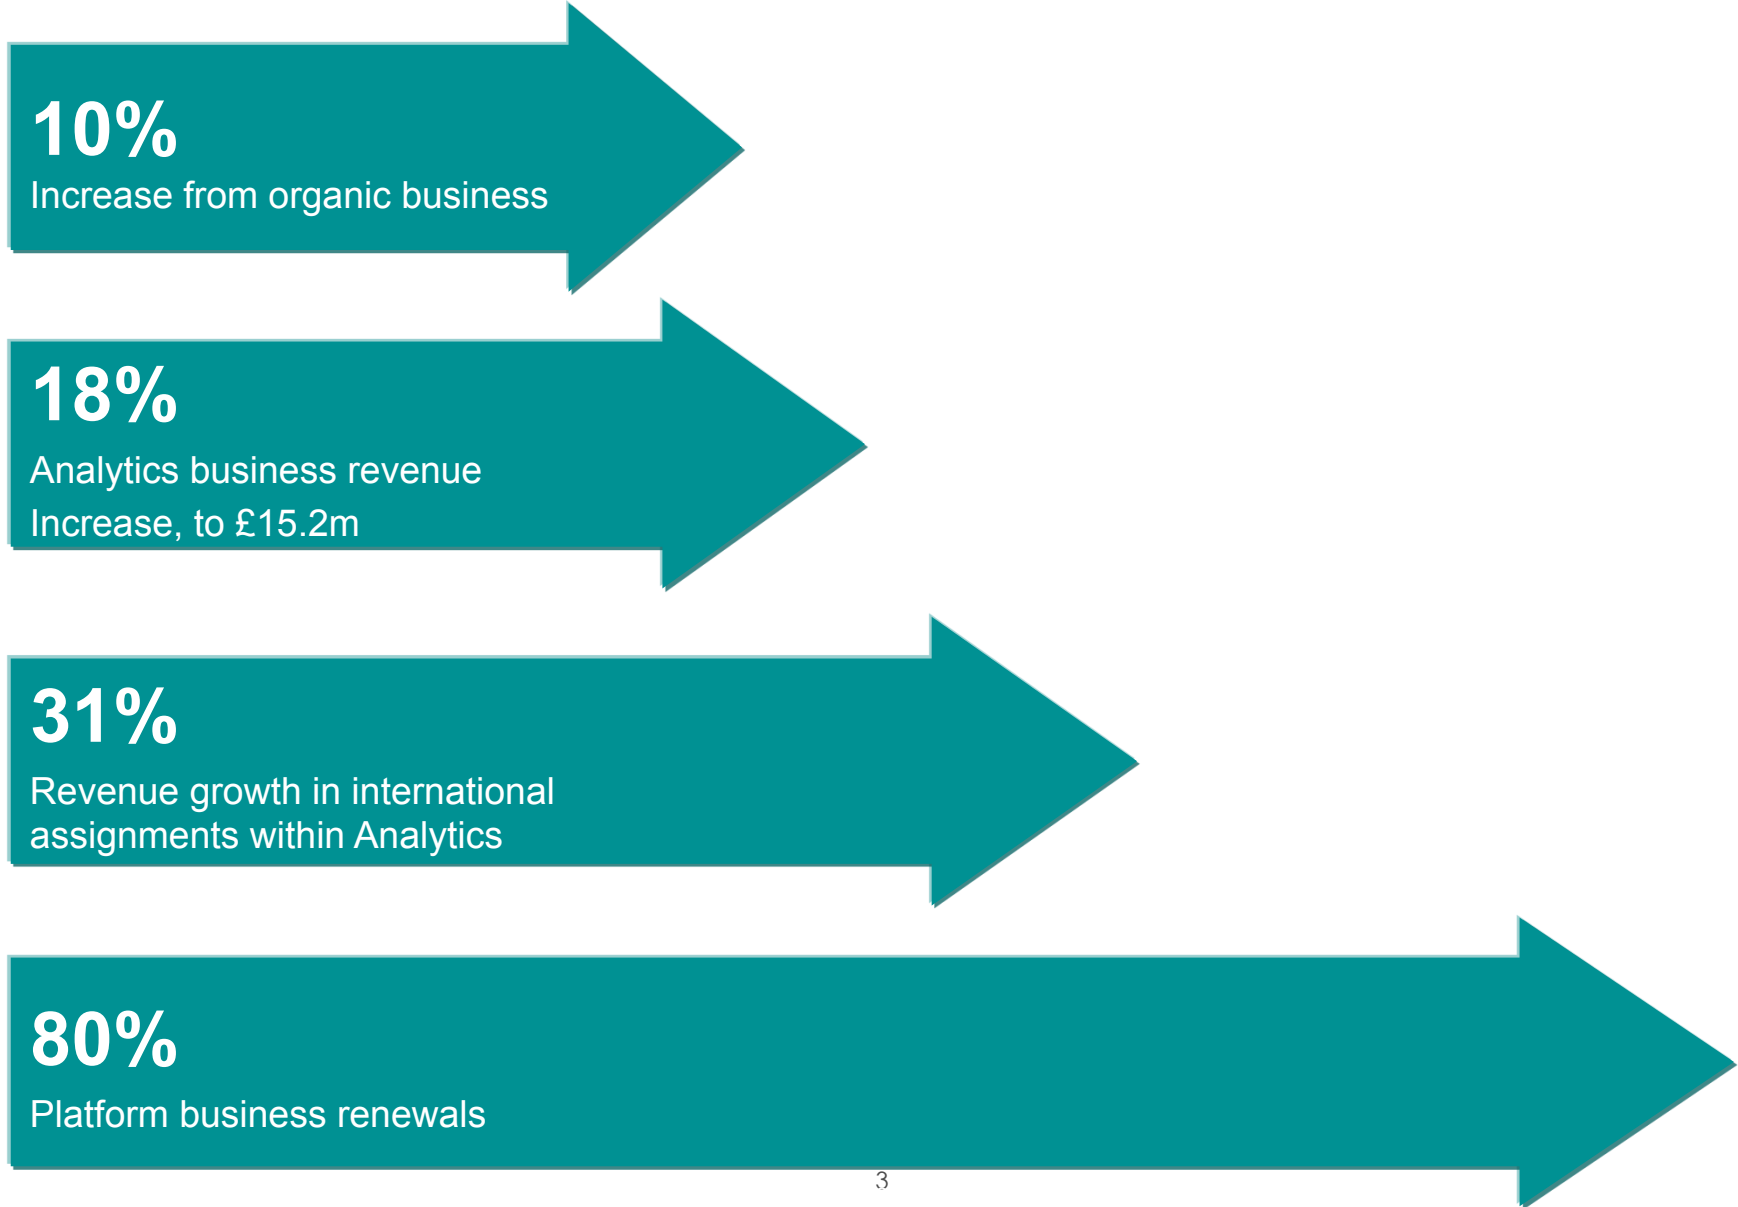 10%
Increase from organic business
18%
Analytics business revenue
Increase, to £15.2m
31%
Revenue growth in international
assignments within Analytics
80%
Platform business renewals
3